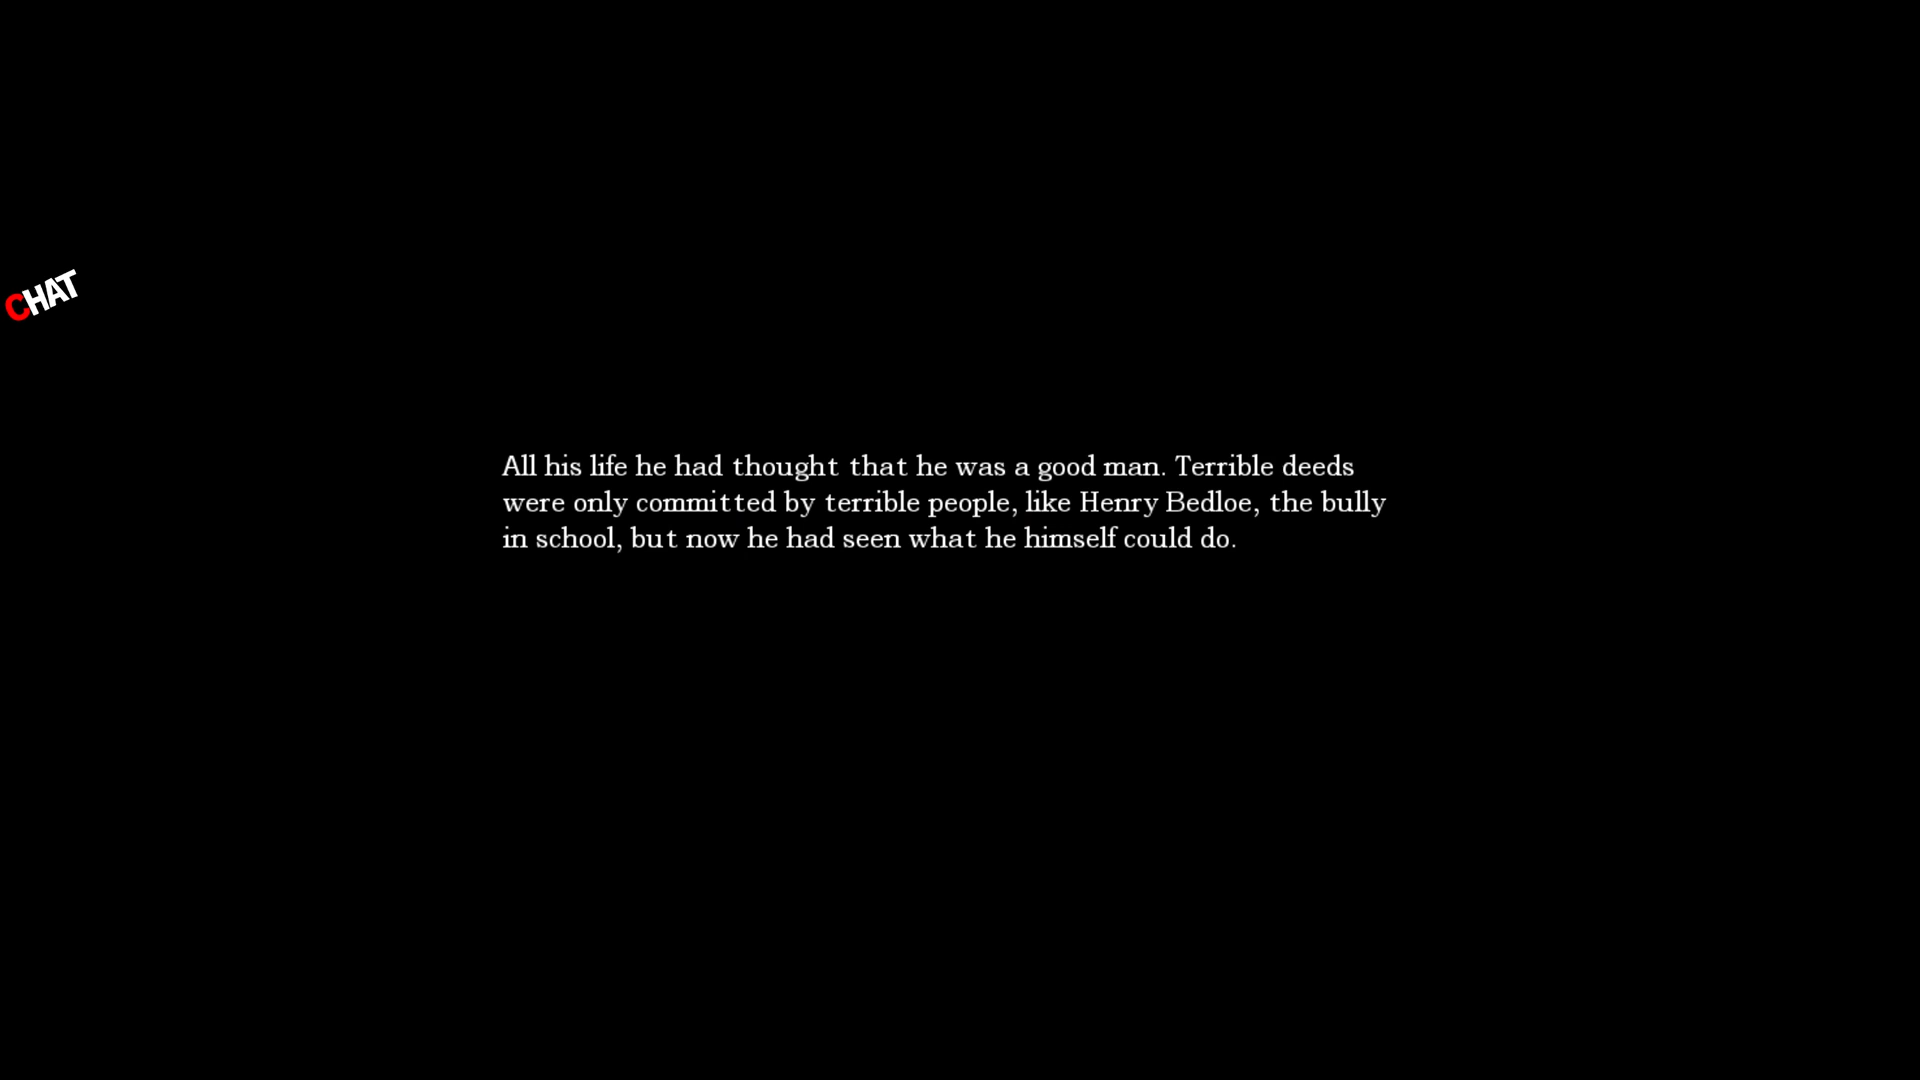 CHAT
All his life he had thought that he was a good man. Terrible deeds
were only committed by terrible people, like Henry Bedloe, the bully
in school, but now he had seen what he himself could do.